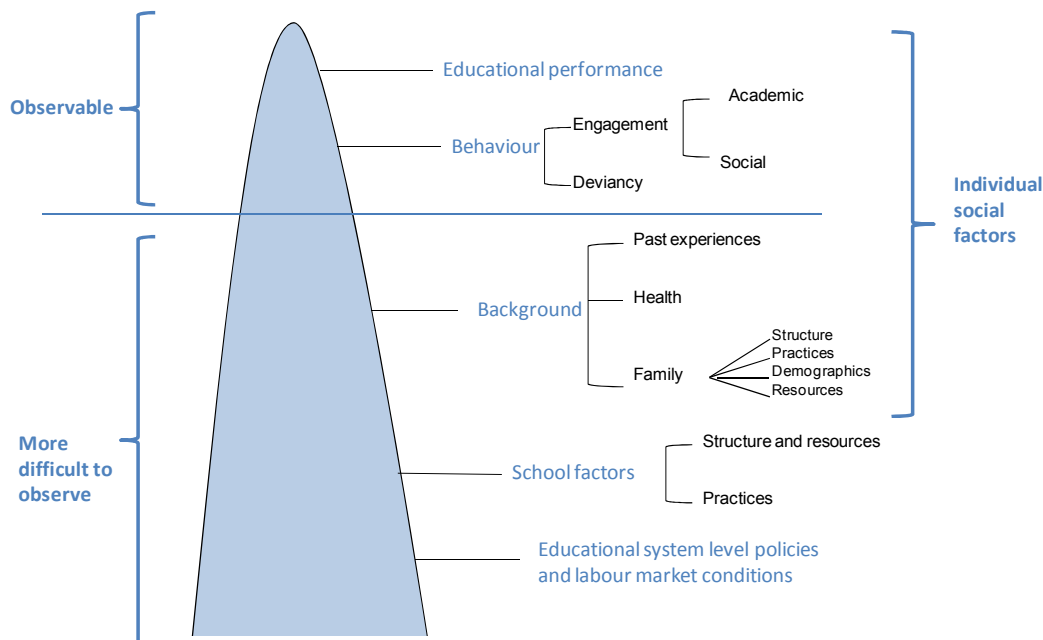 Observable
Educational performance
Behaviour
Engagement
Academic
Social
Deviancy
Individual
social
factors
More
difficult to
observe
Background
Past experiences
Health
Family
Structure
Practices
Demographics
Resources
School factors
Structure and resources
Practices
Educational system level policies
and labour market conditions